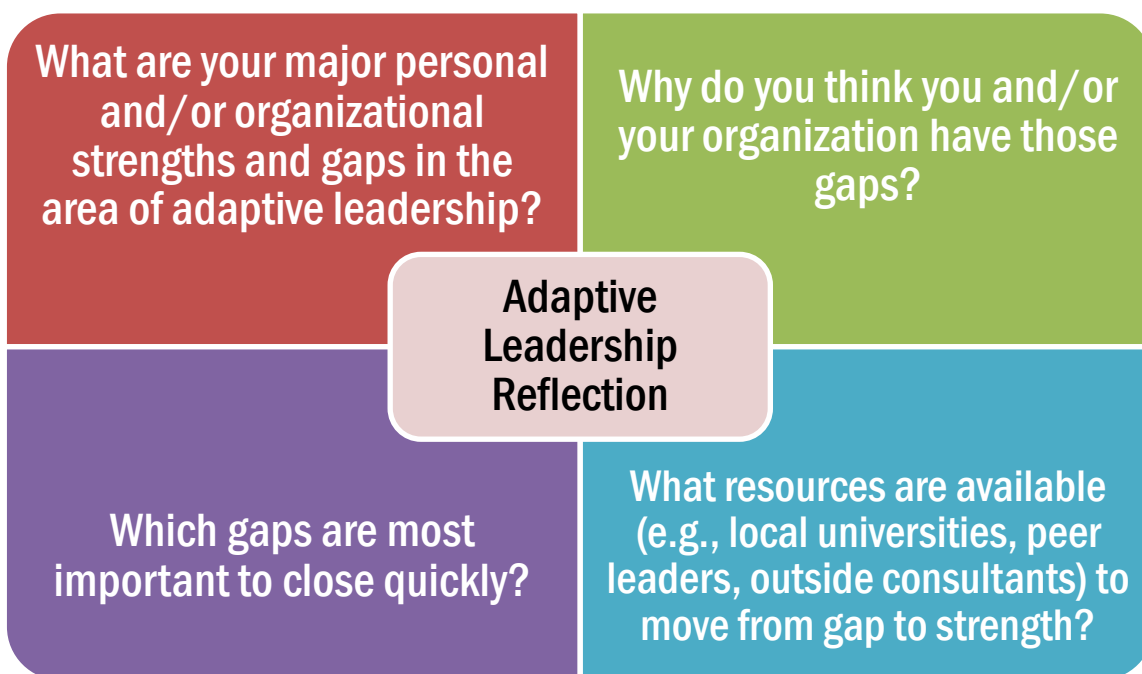 What are your major personal
and/or organizational
strengths and gaps in the
area of adaptive leadership?
Why do you think you and/or
your organization have those
gaps?
Adaptive
Leadership
Reflection
Which gaps are most
important to close quickly?
What resources are available
(e.g., local universities, peer
leaders, outside consultants) to
move from gap to strength?